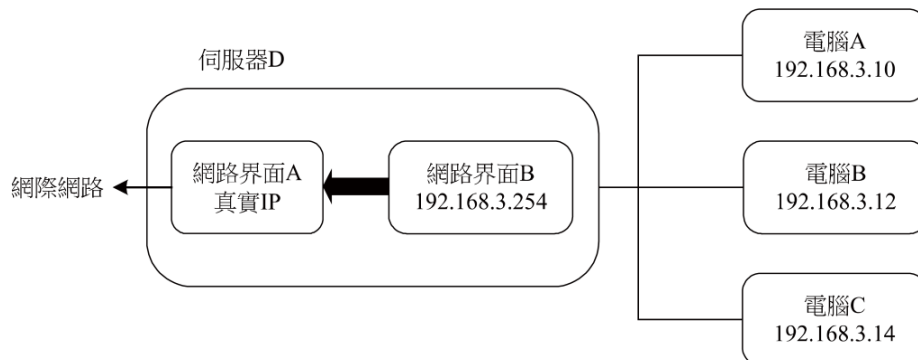 伺服器D
網際網路
網路界面A
真實IP
網路界面B
192.168.3.254
電腦A
192.168.3.10
電腦B
192.168.3.12
電腦C
192.168.3.14